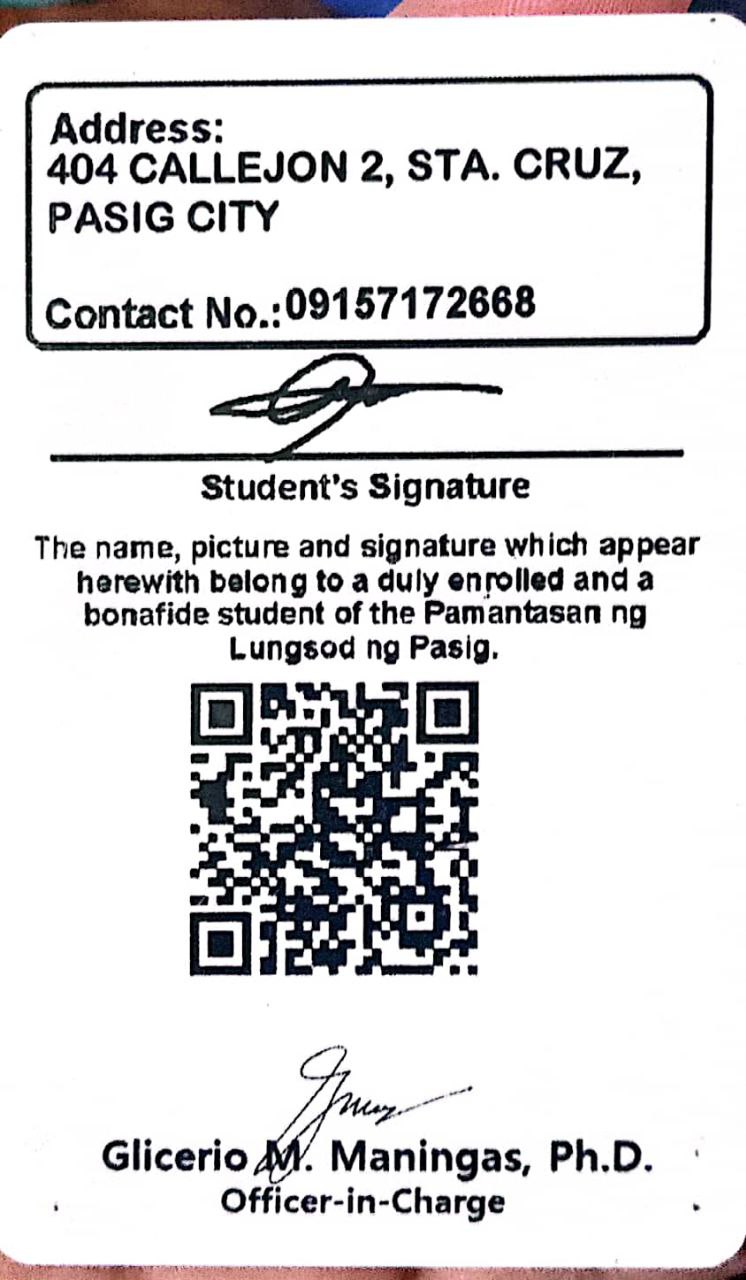 Address:
404 CALLEJON 2, STA. CRUZ,
PASIG CITY
Contact No.:09157172668
Student's Signature
The name, picture and signature which appear
herewith belong to a duly enrolled and a
bonafide student of the Pamantasan ng
Lungsod ng Pasig.
Glicerio M. Maningas, Ph.D.
Officer-in-Charge